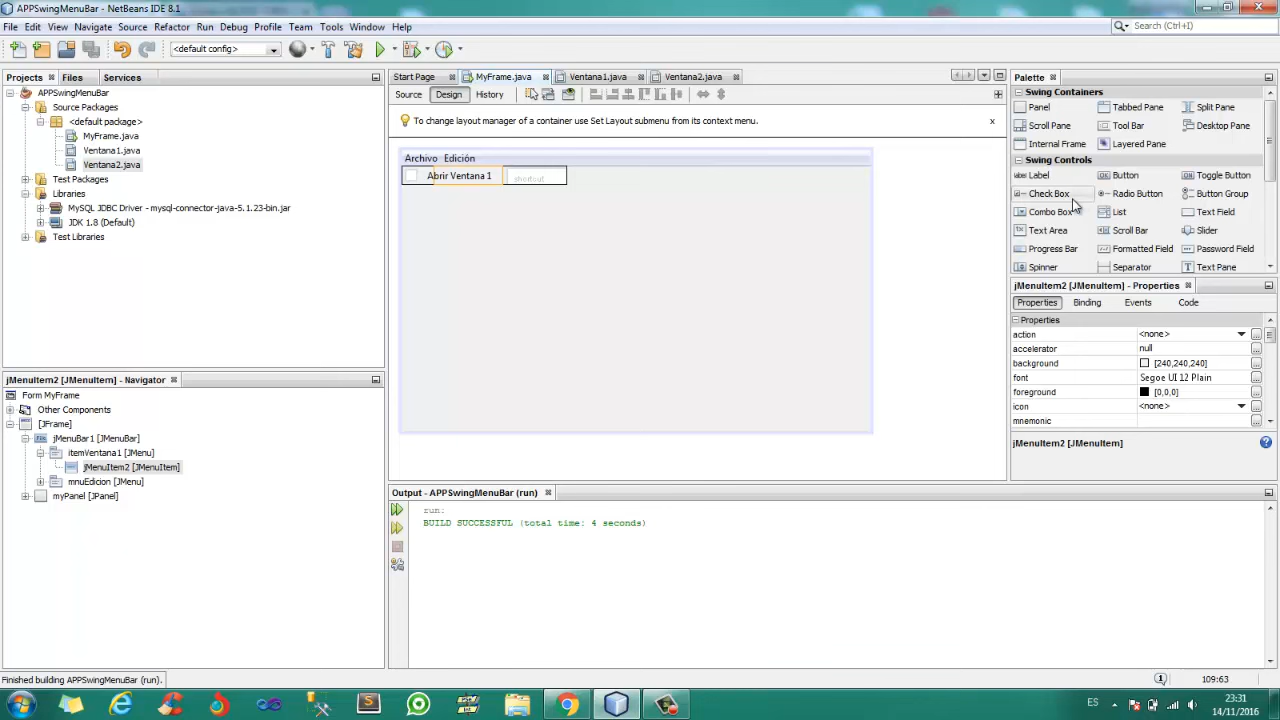 APPSwingMenuBar - NetBeans IDE 8.1
File Edit View Navigate Source Refactor Run Debug Profile Team Tools Window Help
Search (Ctrl+I)
<default config>
Projects Files Services
APPSwingMenuBar
Source Packages
<default package>
MyFrame.java
Ventana1.java
Ventana2.java
Test Packages
Libraries
MySQL JDBC Driver - mysql-connector-java-5.1.23-bin.jar
JDK 1.8 (Default)
Test Libraries
jMenuItem2 [JMenuItem] - Navigator
Form MyFrame
Other Components
[JFrame]
jMenuBar1 [JMenuBar]
itemVentana1 [JMenu]
jMenuItem2 [JMenuItem]
mnuEdicion [JMenu]
myPanel [JPanel]
Start Page MyFrame.java Ventana1.java Ventana2.java
Source Design History
To change layout manager of a container use Set Layout submenu from its context menu.
Archivo Edición
Abrir Ventana 1 shortcut
Output - APPSwingMenuBar (run)
run:
BUILD SUCCESSFUL (total time: 4 seconds)
Palette
Swing Containers
Panel Tabbed Pane Split Pane
Scroll Pane Tool Bar Desktop Pane
Internal Frame Layered Pane
Swing Controls
Label Button Toggle Button
Check Box Radio Button Button Group
Combo Box List Text Field
Text Area Scroll Bar Slider
Progress Bar Formatted Field Password Field
Spinner Separator Text Pane
jMenuItem2 [JMenuItem] - Properties
Properties Binding Events Code
Properties
action <none>
accelerator null
background [240,240,240]
font Segoe UI 12 Plain
foreground [0,0,0]
icon <none>
mnemonic
jMenuItem2 [JMenuItem]
Finished building APPSwingMenuBar (run).
109:63
ES
23:31
14/11/2016